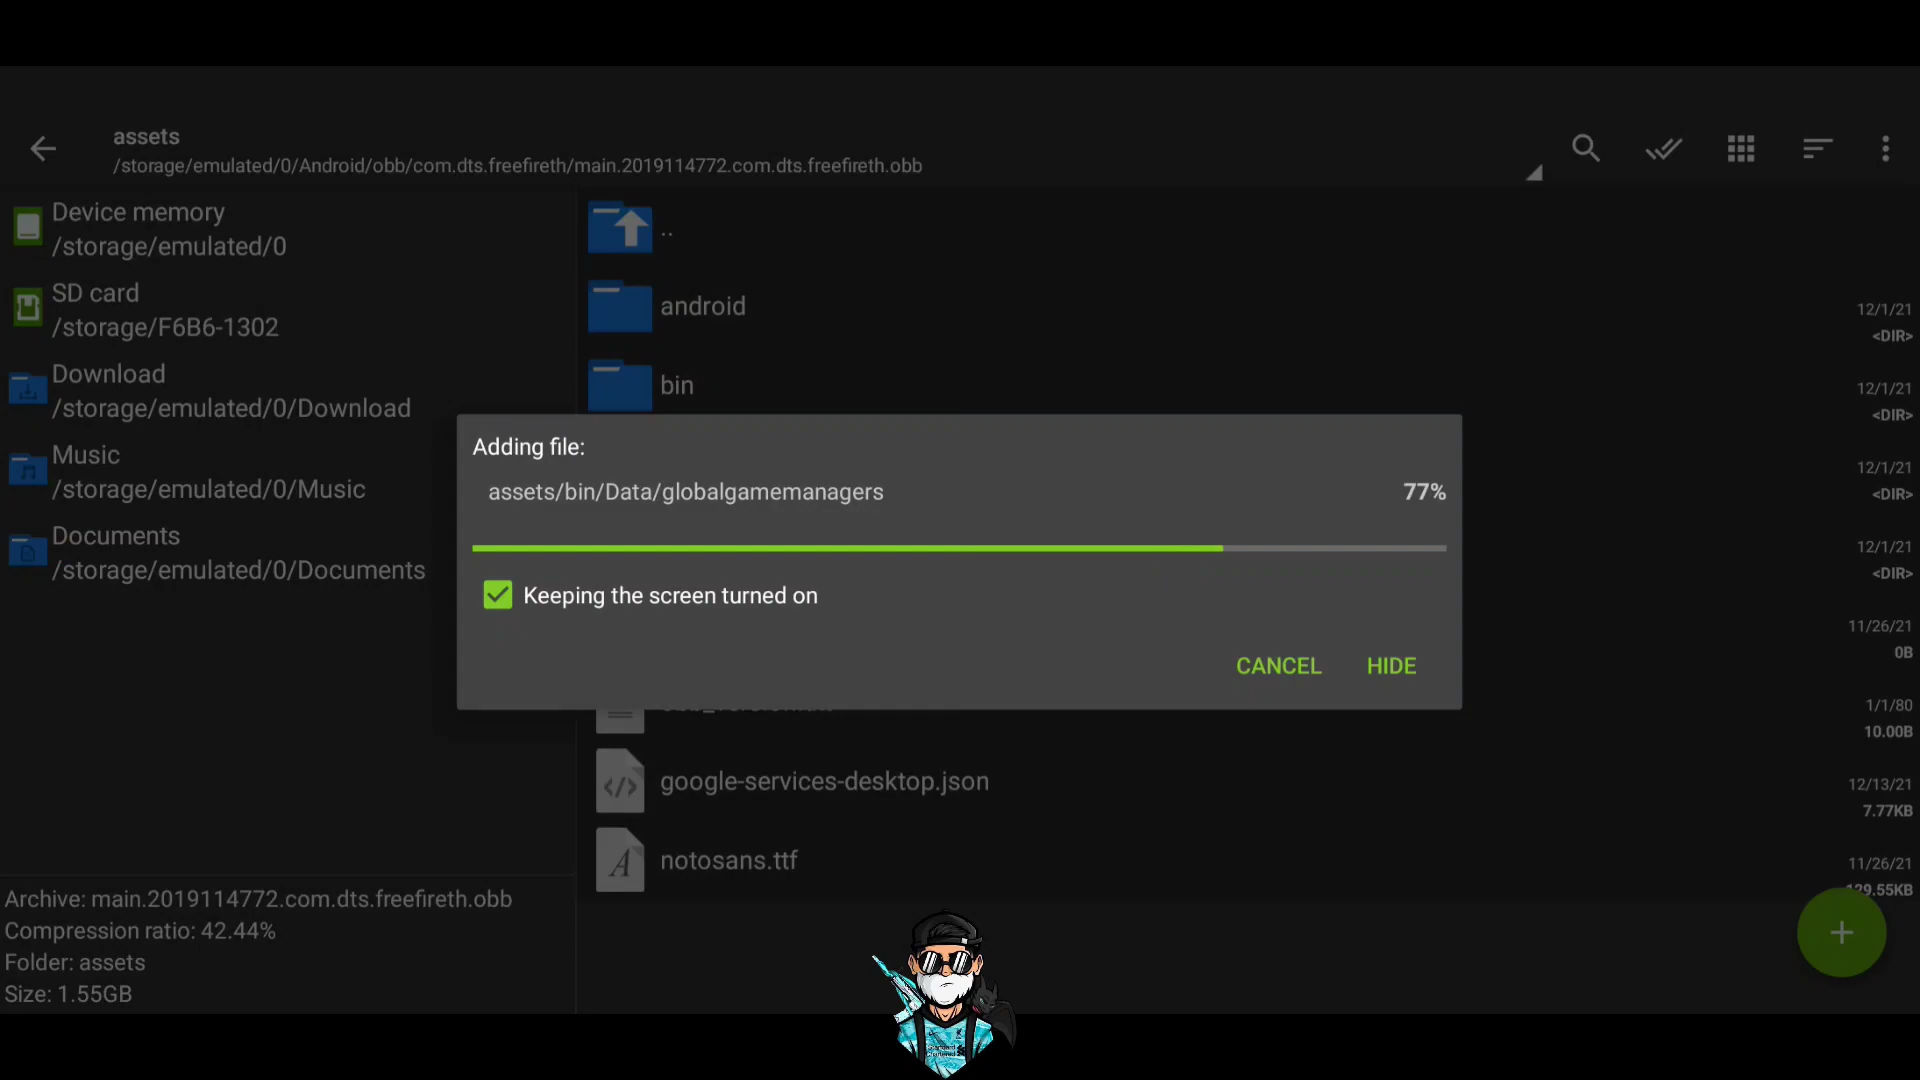 assets
/storage/emulated/0/Android/obb/com.dts.freefireth/main.2019114772.com.dts.freefireth.obb
Device memory
/storage/emulated/0
SD card
/storage/F6B6-1302
Download
/storage/emulated/0/Download
Music
/storage/emulated/0/Music
Documents
/storage/emulated/0/Documents
Archive: main.2019114772.com.dts.freefireth.obb
Compression ratio: 42.44%
Folder: assets
Size: 1.55GB
..
android
12/1/21
<DIR>
bin
12/1/21
<DIR>
12/1/21
<DIR>
12/1/21
<DIR>
11/26/21
0B
Adding file:
assets/bin/Data/globalgamemanagers
77%
Keeping the screen turned on
CANCEL
HIDE
1/1/80
10.00B
google-services-desktop.json
12/13/21
7.77KB
notosans.ttf
11/26/21
129.55KB